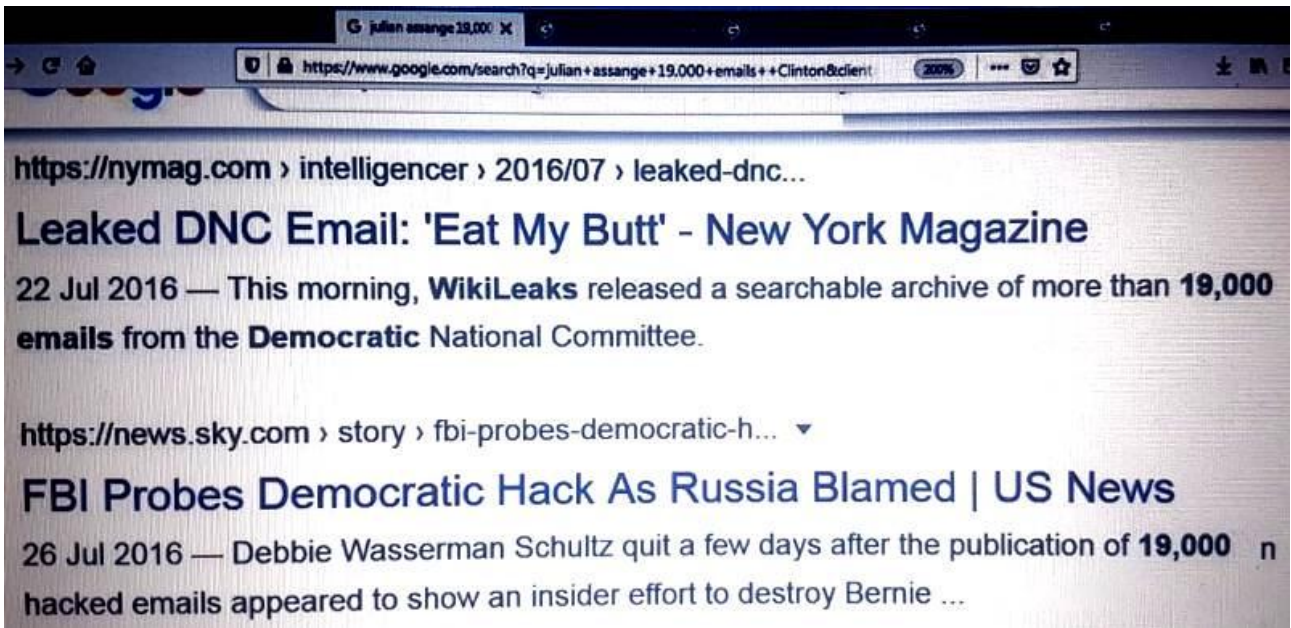 G julian assange 19,000 X
https://www.google.com/search?q=julian+assange+19.000+emails++Clinton&client 200%
https://nymag.com › intelligencer › 2016/07 › leaked-dnc...
Leaked DNC Email: 'Eat My Butt' - New York Magazine
22 Jul 2016 — This morning, WikiLeaks released a searchable archive of more than 19,000
emails from the Democratic National Committee.
https://news.sky.com › story › fbi-probes-democratic-h...
FBI Probes Democratic Hack As Russia Blamed | US News
26 Jul 2016 — Debbie Wasserman Schultz quit a few days after the publication of 19,000 n
hacked emails appeared to show an insider effort to destroy Bernie ...